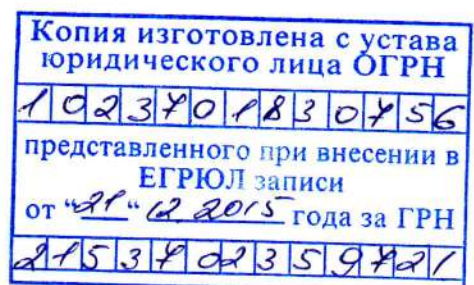 Копия изготовлена с устава
юридического лица ОГРН
1023701830756
представленного при внесении в
ЕГРЮЛ записи
от "21" 12 2015 года за ГРН
2153702359721